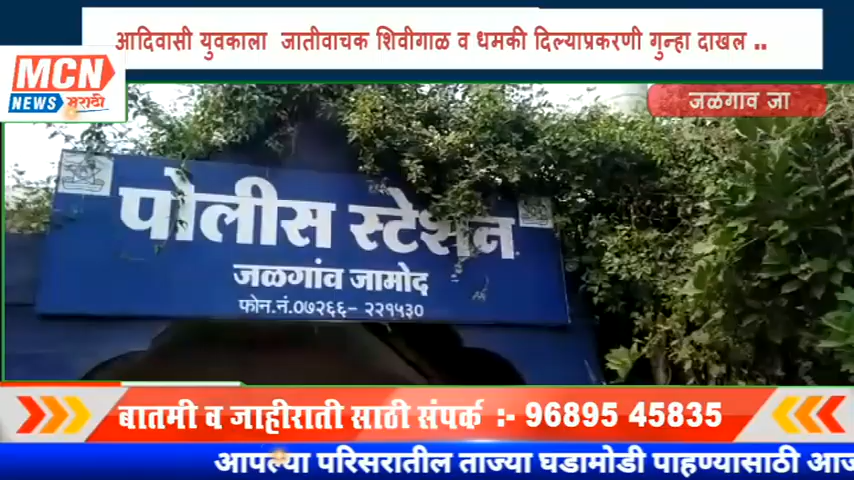 आदिवासी युवकाला जातीवाचक शिवीगाळ व धमकी दिल्याप्रकरणी गुन्हा दाखल ..
MCN
NEWS मराठी
जळगाव जा
पोलीस स्टेशन
जळगांव जामोद
फोन.नं.०७२६६-२२१५३०
बातमी व जाहीराती साठी संपर्क :- 96895 45835
आपल्या परिसरातील ताज्या घडामोडी पाहण्यासाठी आज